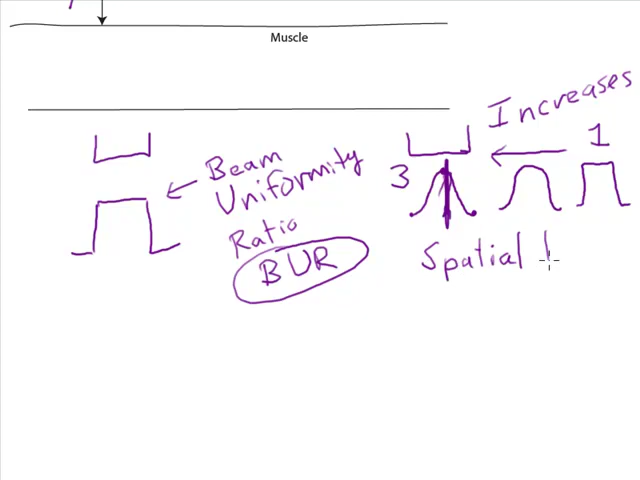 Muscle
Increases
Beam
Uniformity
Ratio
BUR
3
1
Spatial